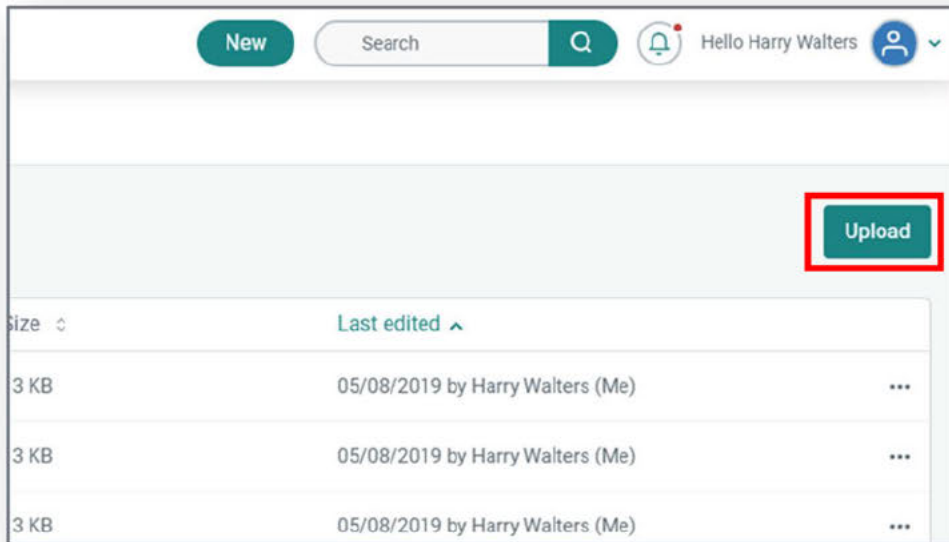 New Search Hello Harry Walters
Upload
Size Last edited
3 KB 05/08/2019 by Harry Walters (Me) •••
3 KB 05/08/2019 by Harry Walters (Me) •••
3 KB 05/08/2019 by Harry Walters (Me) •••